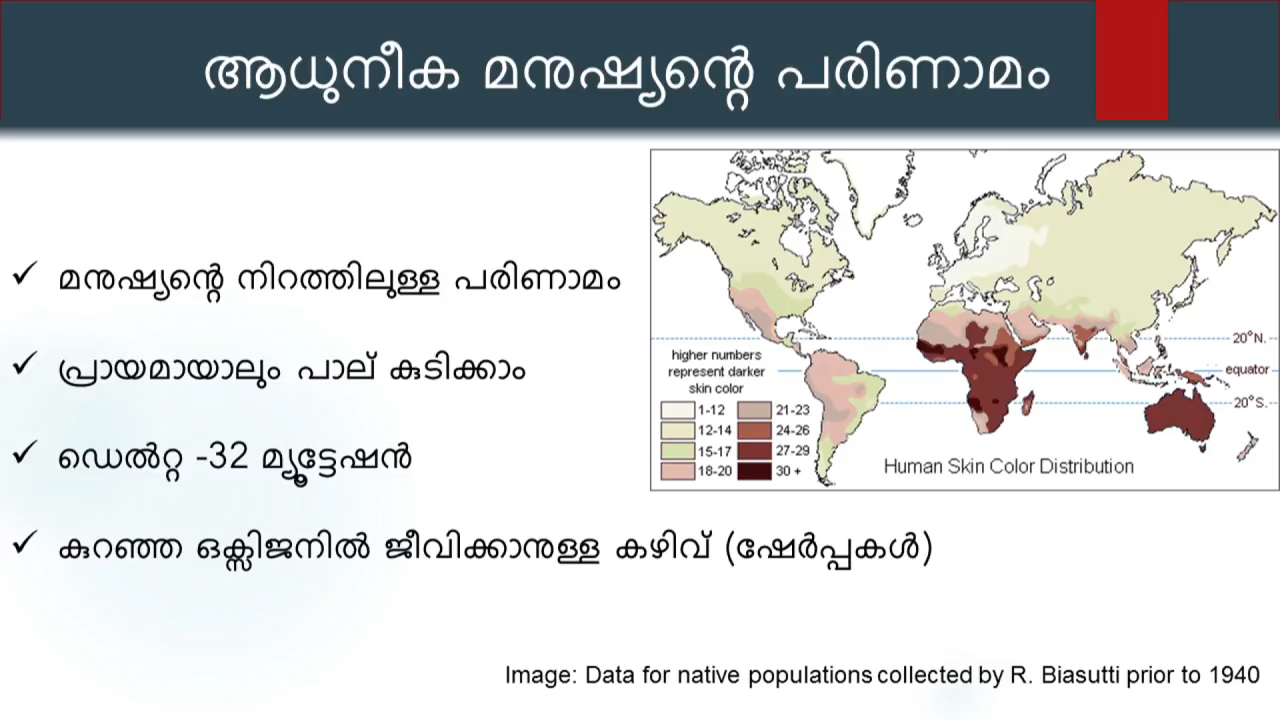 ആധുനീക മനുഷ്യന്റെ പരിണാമം
✓ മനുഷ്യന്റെ നിറത്തിലുള്ള പരിണാമം
✓ പ്രായമായാലും പാല് കുടിക്കാം
✓ ഡെൽറ്റ -32 മ്യൂട്ടേഷൻ
✓ കുറഞ്ഞ ഒക്സിജനിൽ ജീവിക്കാനുള്ള കഴിവ് (ഷേർപ്പകൾ)
20°N.
equator
20°S.
higher numbers
represent darker
skin color
1-12 21-23
12-14 24-26
15-17 27-29
18-20 30 +
Human Skin Color Distribution
Image: Data for native populations collected by R. Biasutti prior to 1940